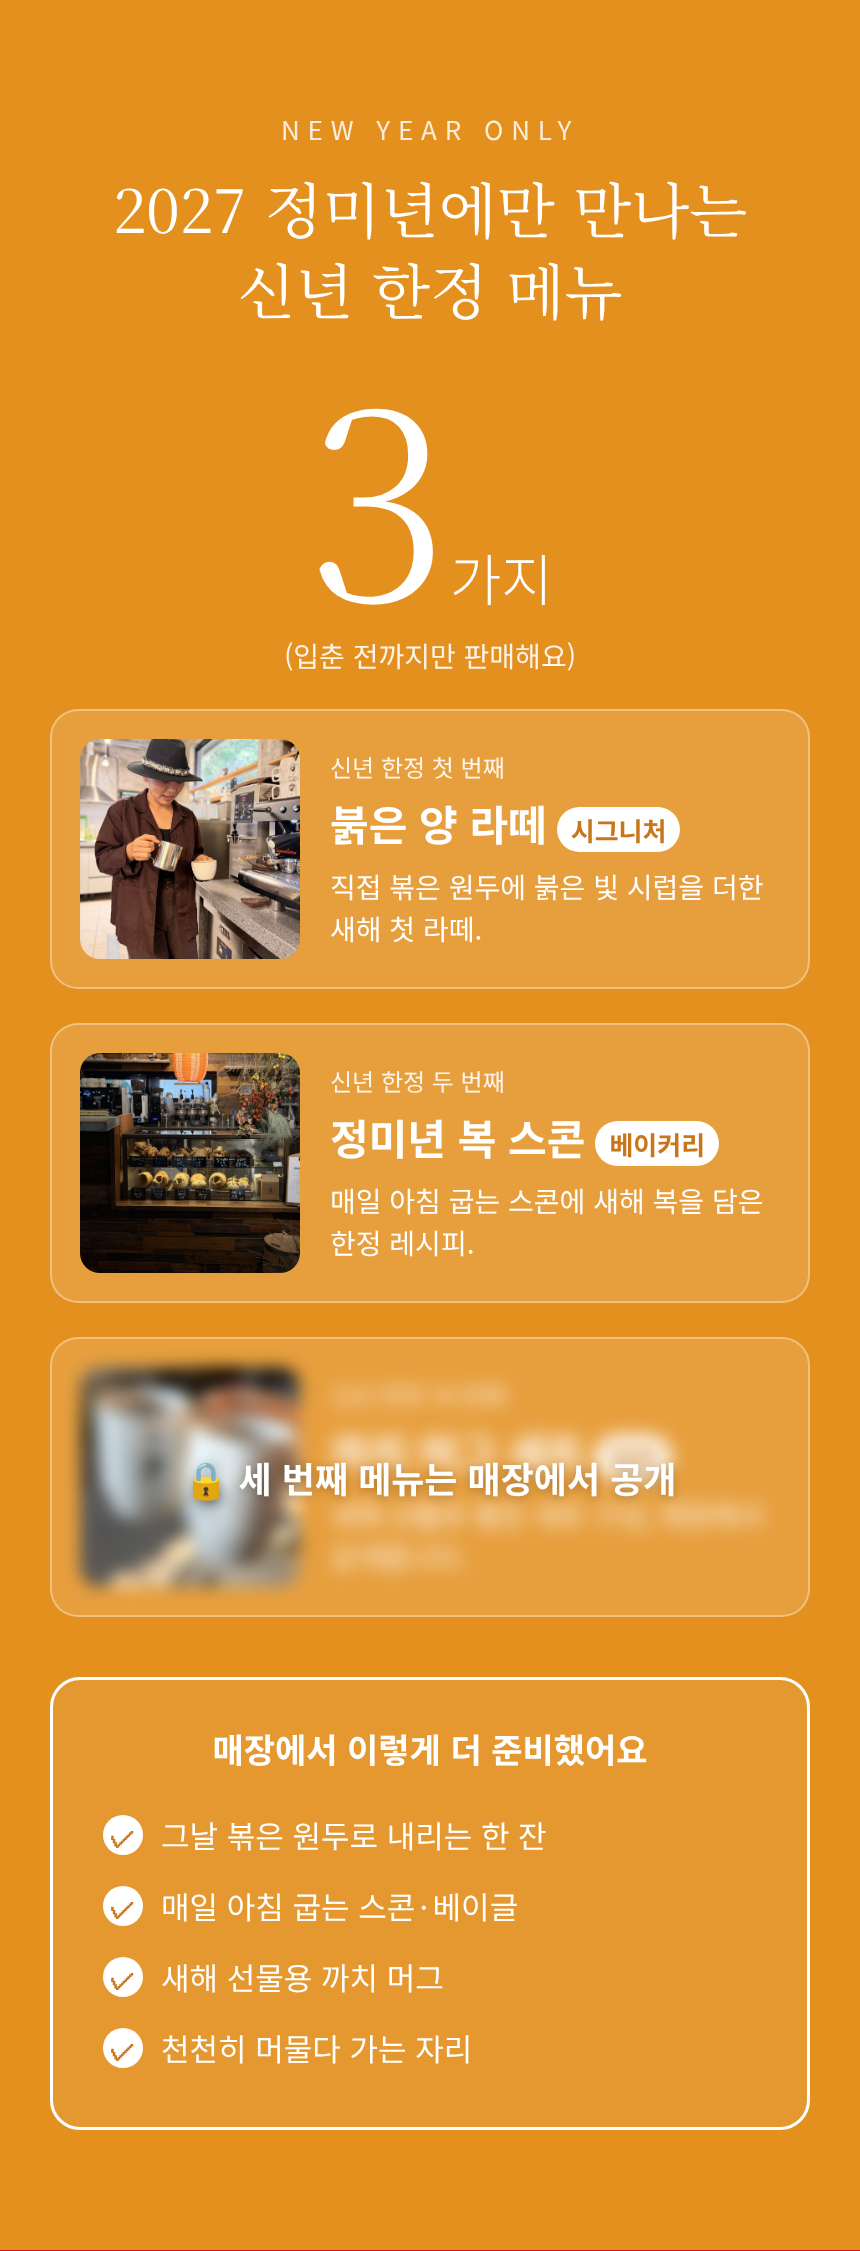 NEW YEAR ONLY
2027 정미년에만 만나는
신년 한정 메뉴
3가지
(입춘 전까지만 판매해요)
신년 한정 첫 번째
붉은 양 라떼 시그니처
직접 볶은 원두에 붉은 빛 시럽을 더한
새해 첫 라떼.
신년 한정 두 번째
정미년 복 스콘 베이커리
매일 아침 굽는 스콘에 새해 복을 담은
한정 레시피.
🔒 세 번째 메뉴는 매장에서 공개
매장에서 이렇게 더 준비했어요
그날 볶은 원두로 내리는 한 잔
매일 아침 굽는 스콘·베이글
새해 선물용 까치 머그
천천히 머물다 가는 자리